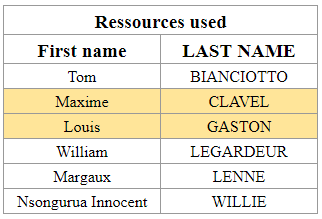 Ressources used
First name LAST NAME
Tom BIANCIOTTO
Maxime CLAVEL
Louis GASTON
William LEGARDEUR
Margaux LENNE
Nsongurua Innocent WILLIE